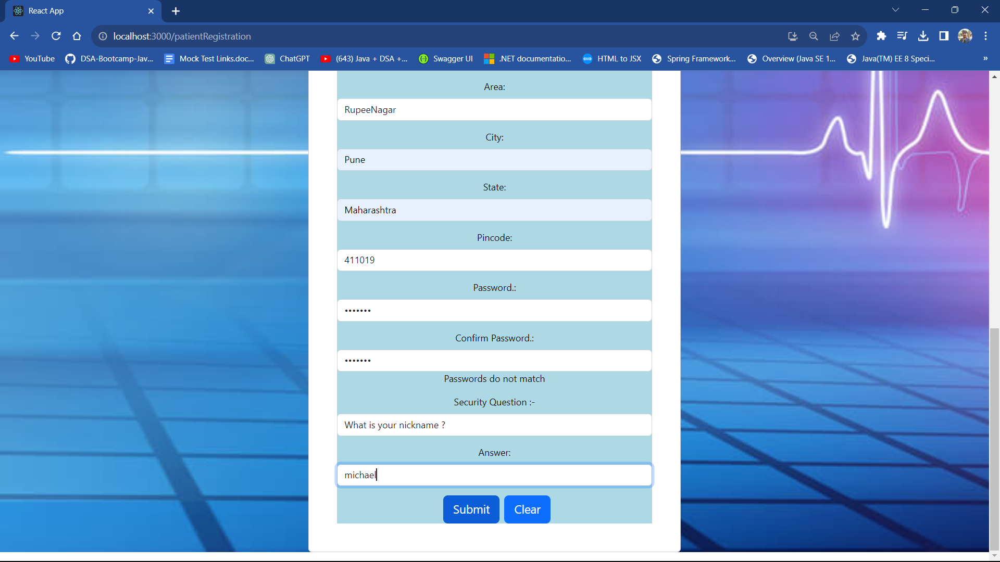 React App
localhost:3000/patientRegistration
YouTube DSA-Bootcamp-Jav... Mock Test Links.doc... ChatGPT (643) Java + DSA +... Swagger UI .NET documentatio... HTML to JSX Spring Framework... Overview (Java SE 1... Java(TM) EE 8 Speci... »
Area:
RupeeNagar
City:
Pune
State:
Maharashtra
Pincode:
411019
Password.:
•••••••
Confirm Password.:
•••••••
Passwords do not match
Security Question :-
What is your nickname ?
Answer:
michael
Submit Clear